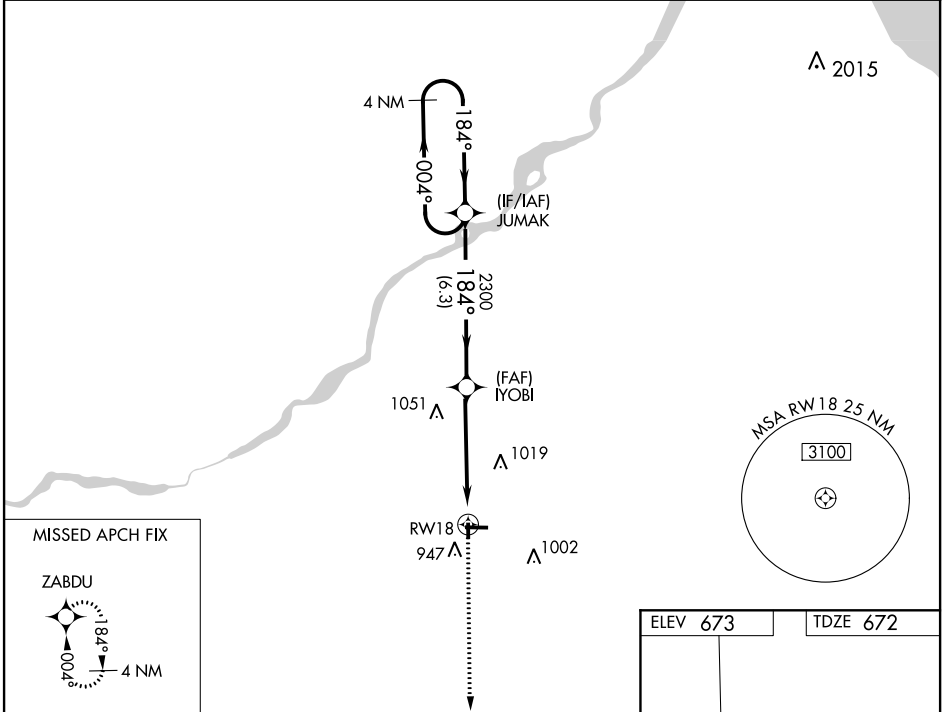 2015
4 NM
184°
004°
(IF/IAF)
JUMAK
2300
184°
(6.3)
(FAF)
IYOBI
1051
1019
MSA RW18 25 NM
3100
RW18
947
1002
MISSED APCH FIX
ZABDU
184°
004°
4 NM
ELEV 673
TDZE 672